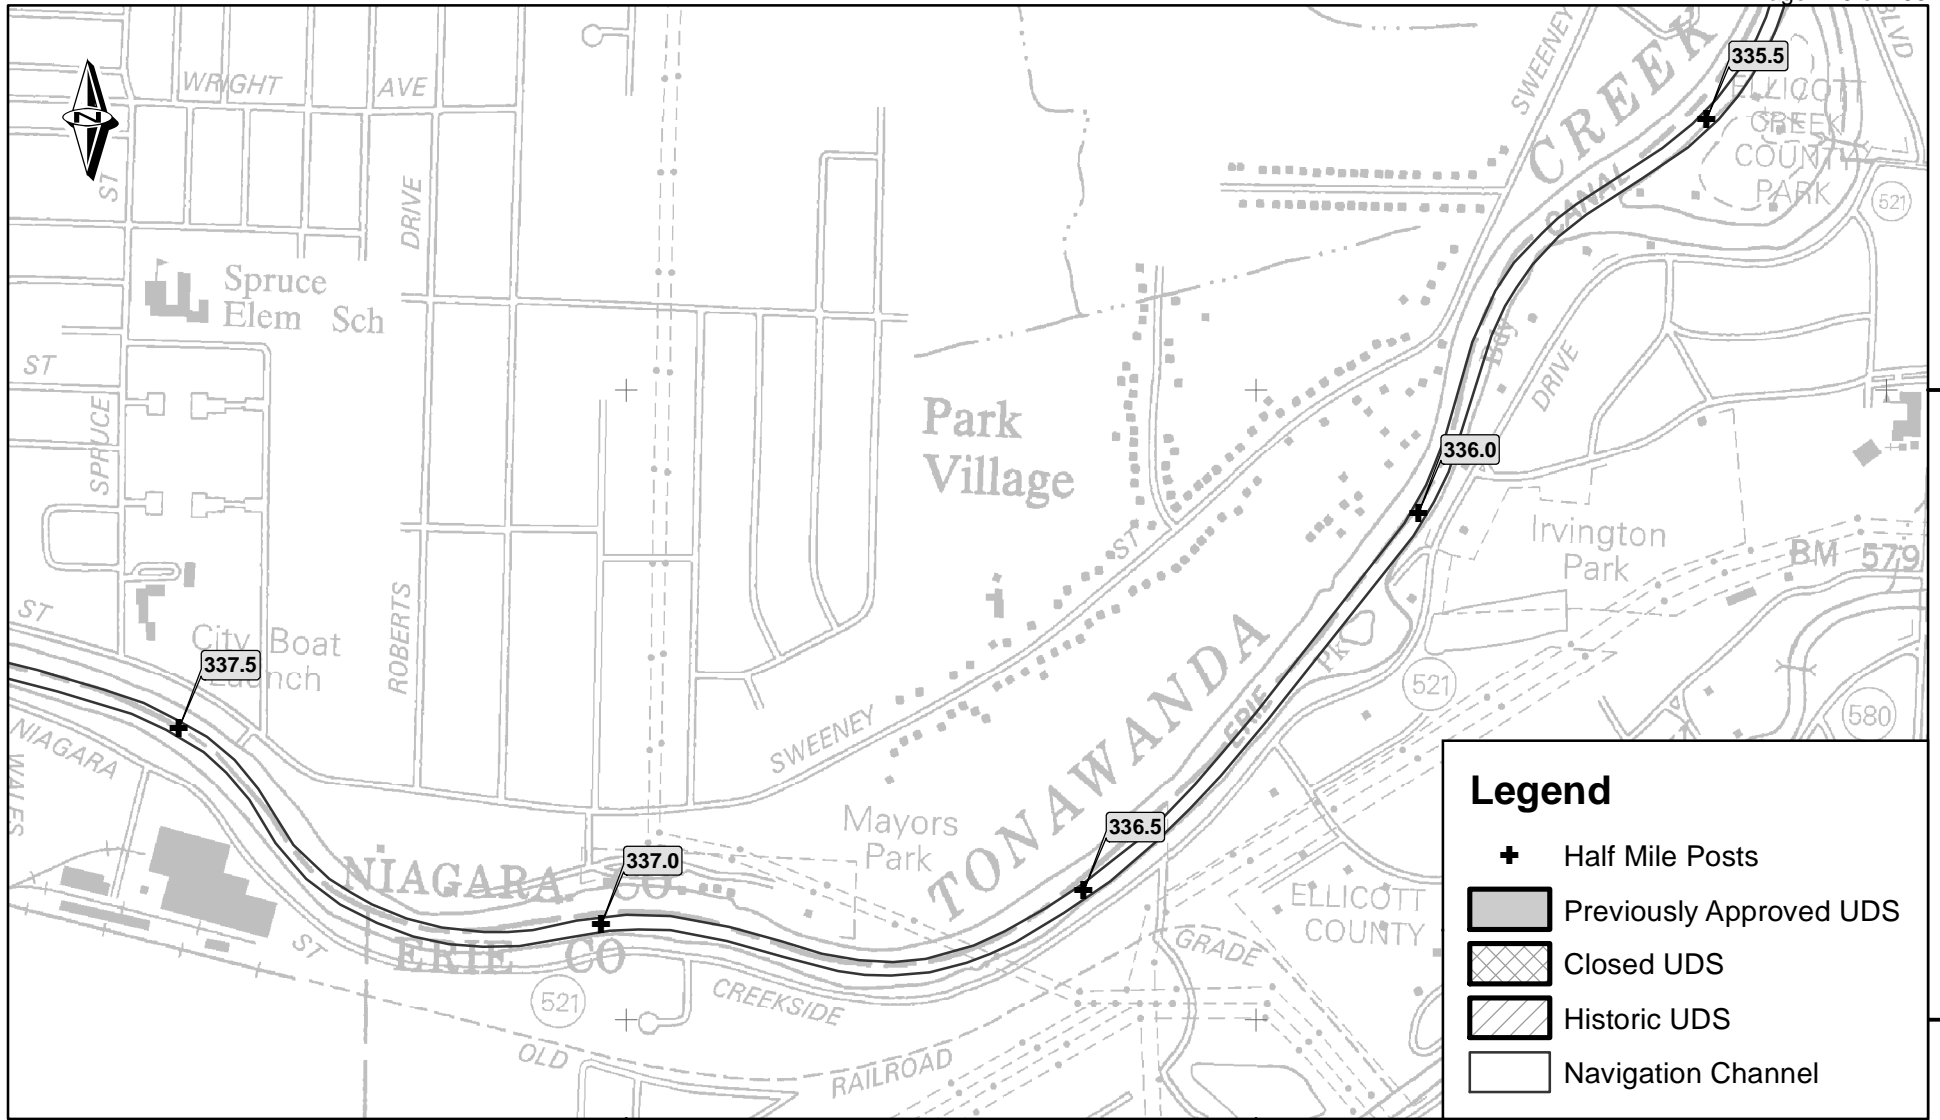 335.5
SWEENEY
BLVD
CREEK
WRIGHT AVE
N
ST
DRIVE
ELLICOTT
CREEK
COUNTY
PARK
521
CANAL
Spruce
Elem Sch
ST
SPRUCE
Park
Village
Bdy
DRIVE
336.0
Irvington
Park
BM 579
ST
ST
ROBERTS
City Boat
Launch
337.5
NIAGARA
WALES
ST
SWEENEY
TONAWANDA
ERIE
PK
521
580
Mayors
Park
336.5
337.0
NIAGARA CO.
ERIE CO
521
CREEKSIDE
GRADE
ELLICOTT
COUNTY
OLD
RAILROAD
Legend
Half Mile Posts
Previously Approved UDS
Closed UDS
Historic UDS
Navigation Channel